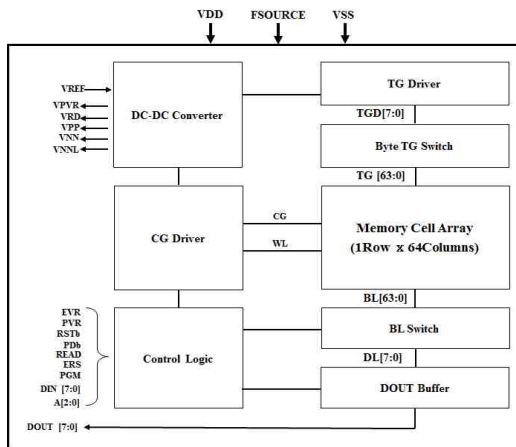 VDD FSOURCE VSS
VREF
VPVR
VRD
VPP
VNN
VNNL
DC-DC Converter
TG Driver
TGD[7:0]
Byte TG Switch
TG [63:0]
CG Driver
CG
WL
Memory Cell Array
(1Row x 64Columns)
BL[63:0]
EVR
PVR
RSTb
PDb
READ
ERS
PGM
DIN [7:0]
A[2:0]
Control Logic
BL Switch
DL[7:0]
DOUT Buffer
DOUT [7:0]